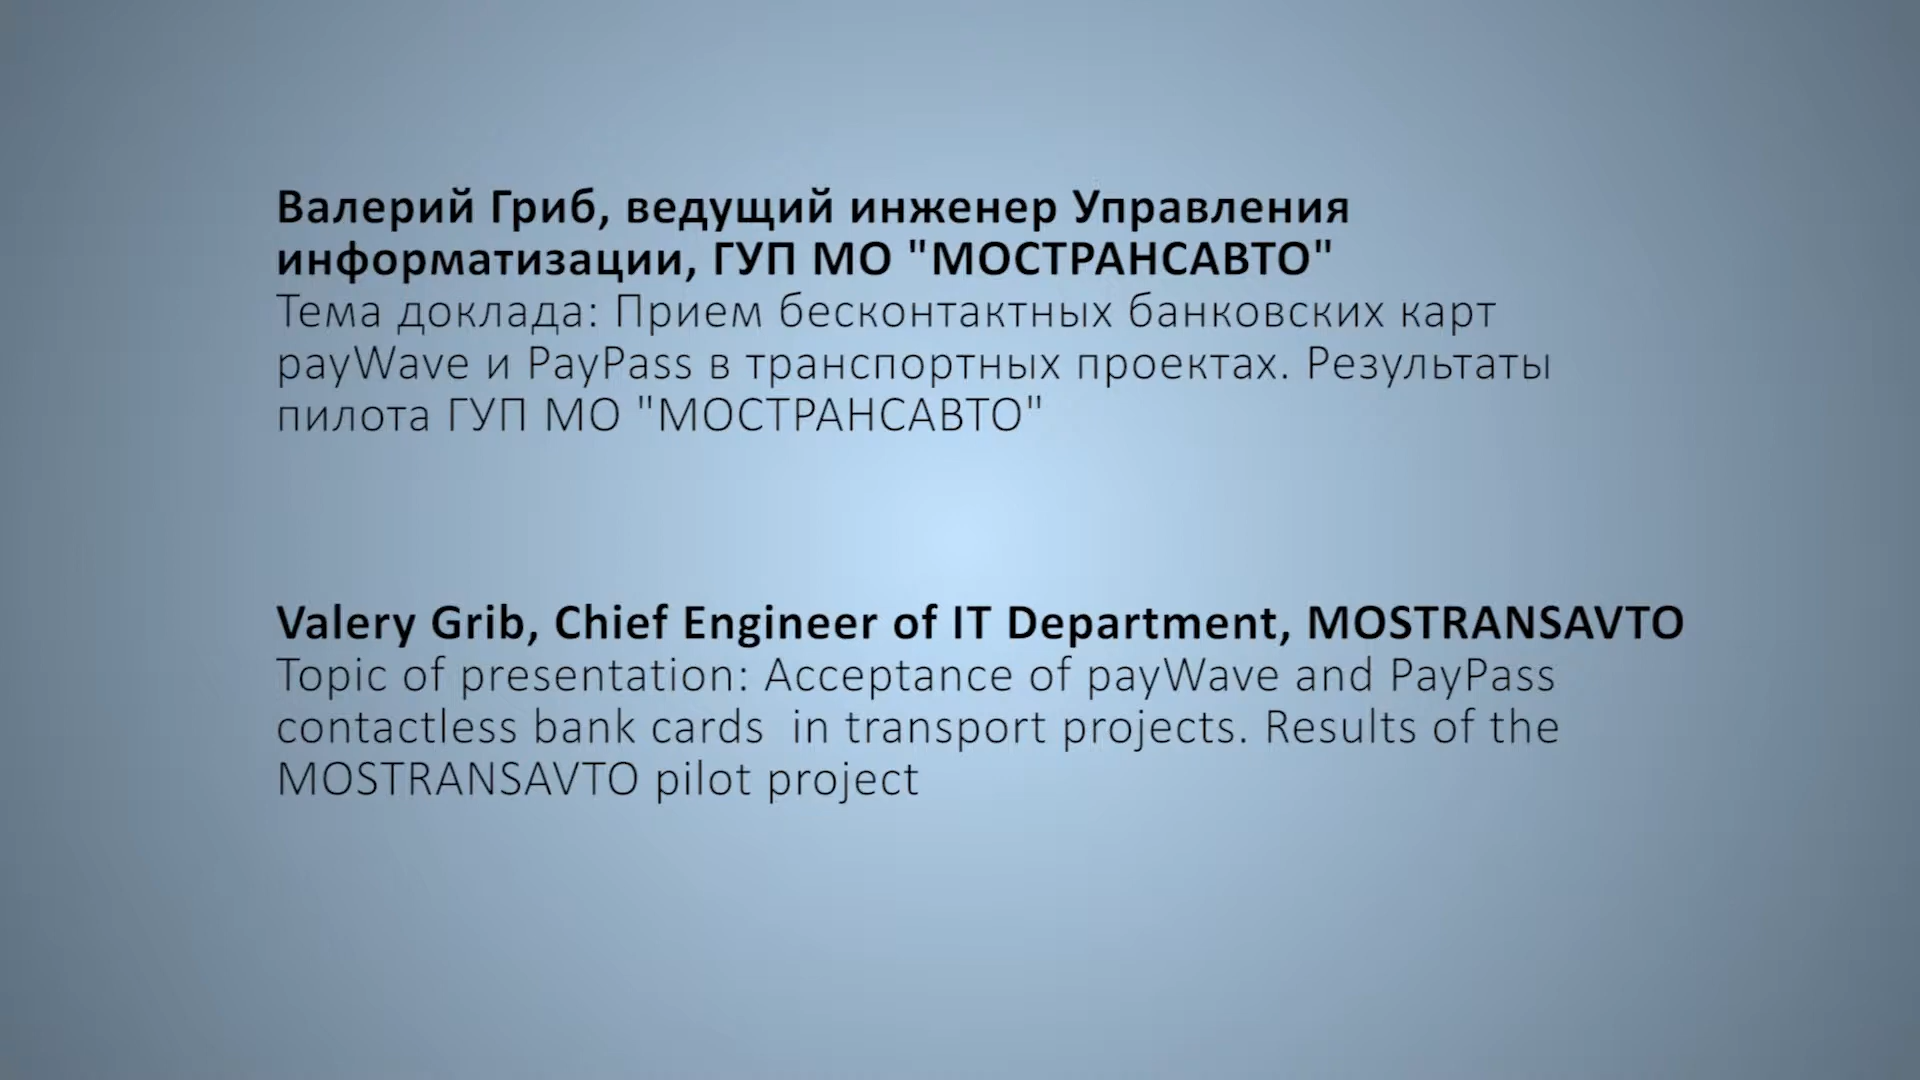 Валерий Гриб, ведущий инженер Управления
информатизации, ГУП МО "МОСТРАНСАВТО"
Тема доклада: Прием бесконтактных банковских карт
payWave и PayPass в транспортных проектах. Результаты
пилота ГУП МО "МОСТРАНСАВТО"
Valery Grib, Chief Engineer of IT Department, MOSTRANSAVTO
Topic of presentation: Acceptance of payWave and PayPass
contactless bank cards  in transport projects. Results of the
MOSTRANSAVTO pilot project